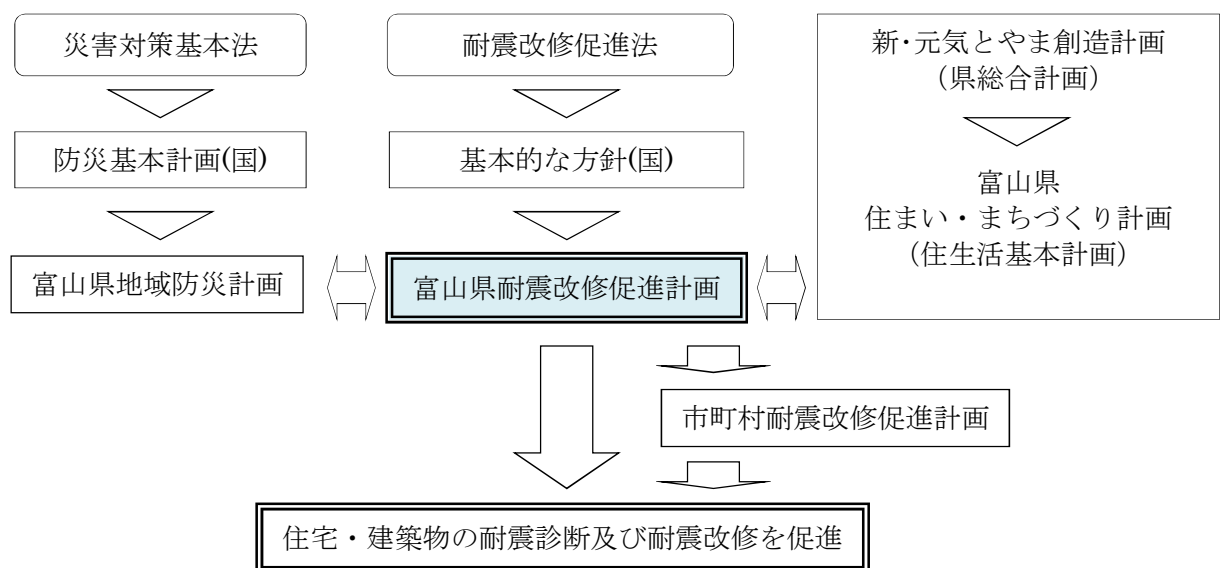 災害対策基本法
耐震改修促進法
新・元気とやま創造計画
（県総合計画）
防災基本計画(国)
基本的な方針(国)
富山県
住まい・まちづくり計画
（住生活基本計画）
富山県地域防災計画
富山県耐震改修促進計画
市町村耐震改修促進計画
住宅・建築物の耐震診断及び耐震改修を促進